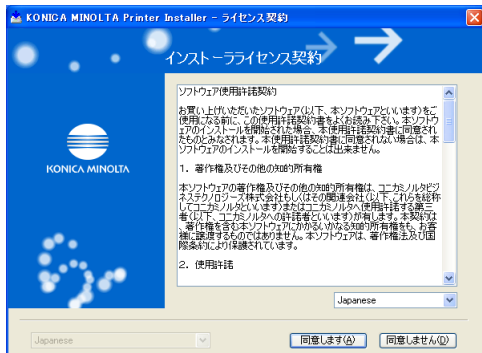 KONICA MINOLTA Printer Installer - ライセンス契約
インストーラライセンス契約
KONICA MINOLTA
ソフトウェア使用許諾契約
お買い上げいただいたソフトウェア(以下、本ソフトウェアといいます)をご
使用になる前に、この使用許諾契約書をよくお読み下さい。本ソフトウ
ェアのインストールを開始された場合、本使用許諾契約書に同意され
たものとみなされます。本使用許諾契約書に同意されない場合は、本
ソフトウェアのインストールを開始することは出来ません。
1. 著作権及びその他の知的所有権
本ソフトウェアの著作権及びその他の知的所有権は、コニカミノルタビジ
ネステクノロジーズ株式会社もしくはその関連会社(以下、これらを総称
してコニカミノルタといいます)またはコニカミノルタへ使用許諾する第三
者(以下、コニカミノルタへの許諾者といいます)が有します。本契約は
、著作権を含む本ソフトウェアにかかるいかなる知的所有権をも、お客
様に譲渡するものではありません。本ソフトウェアは、著作権法及び国
際条約により保護されています。
2. 使用許諾
Japanese
Japanese
同意します(A)
同意しません(D)